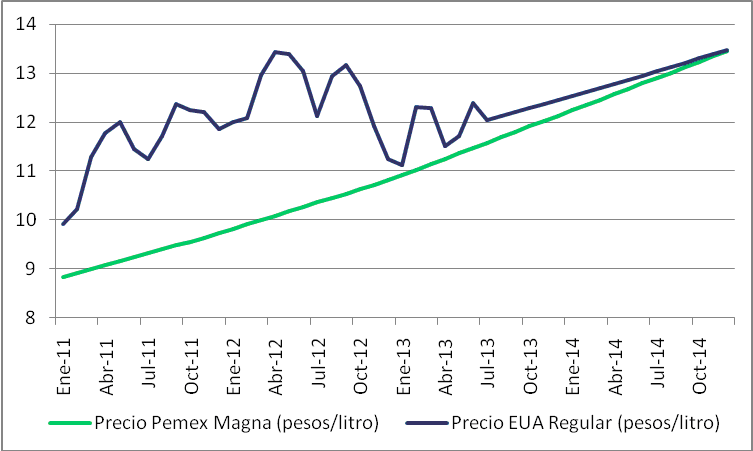 14
13
12
11
10
9
8
Ene-11
Abr-11
Jul-11
Oct-11
Ene-12
Abr-12
Jul-12
Oct-12
Ene-13
Abr-13
Jul-13
Oct-13
Ene-14
Abr-14
Jul-14
Oct-14
Precio Pemex Magna (pesos/litro) Precio EUA Regular (pesos/litro)